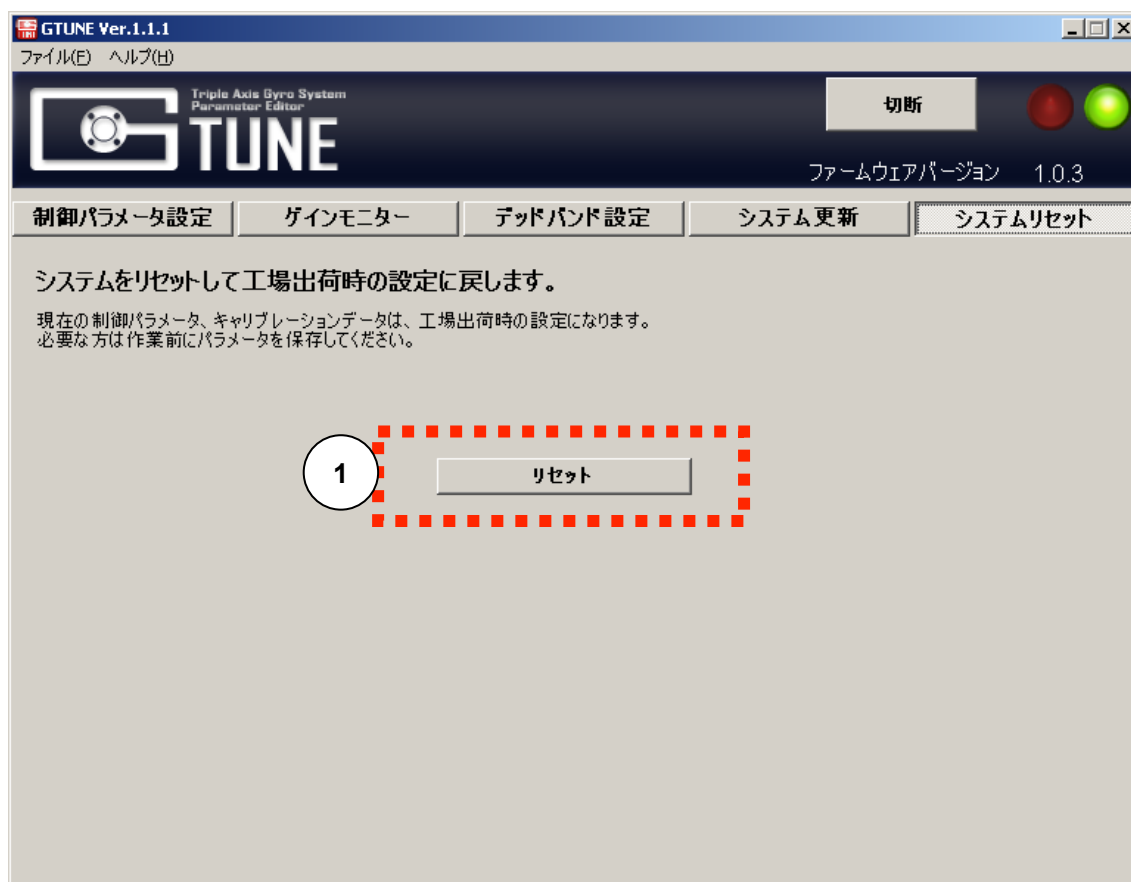 GTUNE Ver.1.1.1
ファイル(F) ヘルプ(H)
Triple Axis Gyro System
Parameter Editor
G TUNE
切断
ファームウェアバージョン 1.0.3
制御パラメータ設定 ゲインモニター デッドバンド設定 システム更新 システムリセット
システムをリセットして工場出荷時の設定に戻します。
現在の制御パラメータ、キャリブレーションデータは、工場出荷時の設定になります。
必要な方は作業前にパラメータを保存してください。
1
リセット